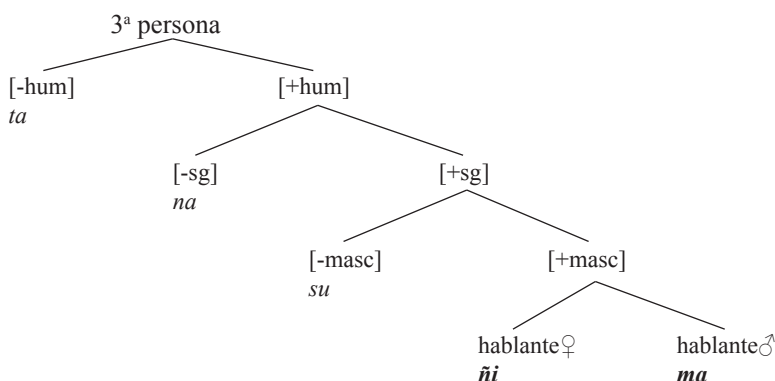 3ª persona
[-hum] [+hum]
ta
[-sg] [+sg]
na
[-masc] [+masc]
su
hablante♀ hablante♂
ñi ma